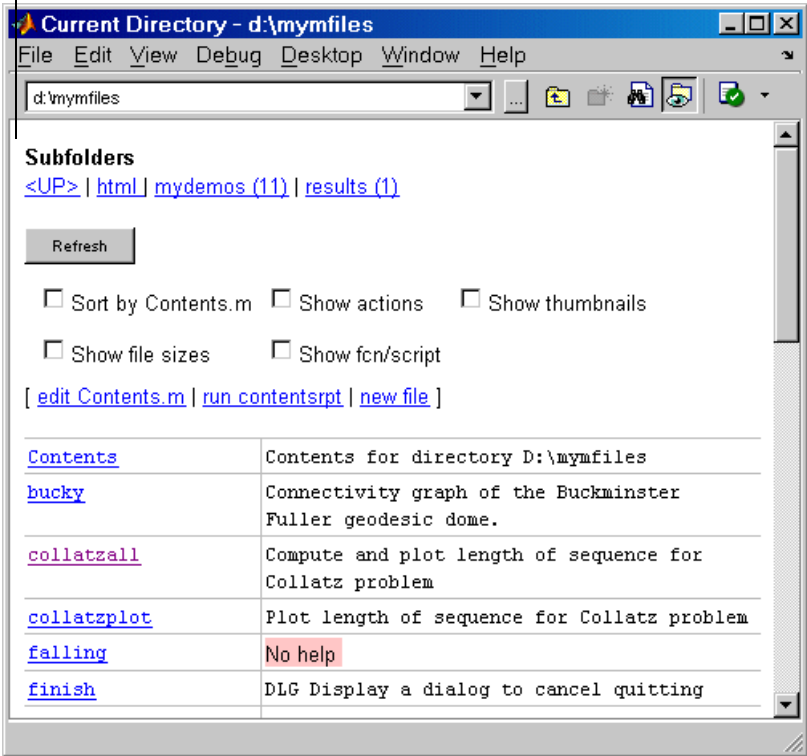 Current Directory - d:\mymfiles
File Edit View Debug Desktop Window Help
d:\mymfiles ...
Subfolders
<UP> | html | mydemos (11) | results (1)
Refresh
Sort by Contents.m Show actions Show thumbnails
Show file sizes Show fcn/script
[ edit Contents.m | run contentsrpt | new file ]
Contents Contents for directory D:\mymfiles
bucky Connectivity graph of the Buckminster
Fuller geodesic dome.
collatzall Compute and plot length of sequence for
Collatz problem
collatzplot Plot length of sequence for Collatz problem
falling No help
finish DLG Display a dialog to cancel quitting